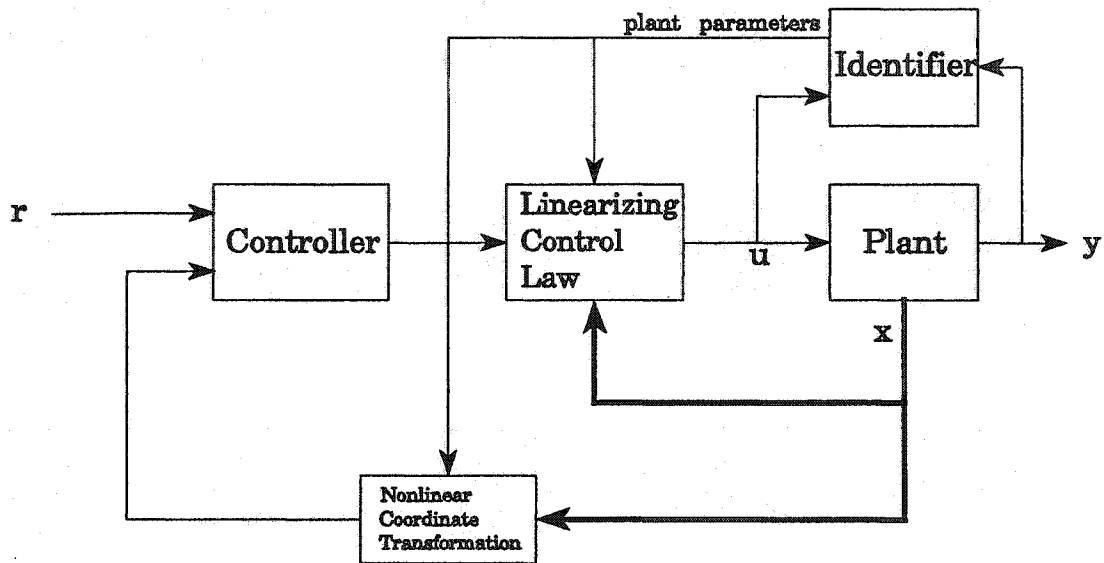 plant parameters
Identifier
r
Controller
Linearizing
Control
Law
u
Plant
y
x
Nonlinear
Coordinate
Transformation